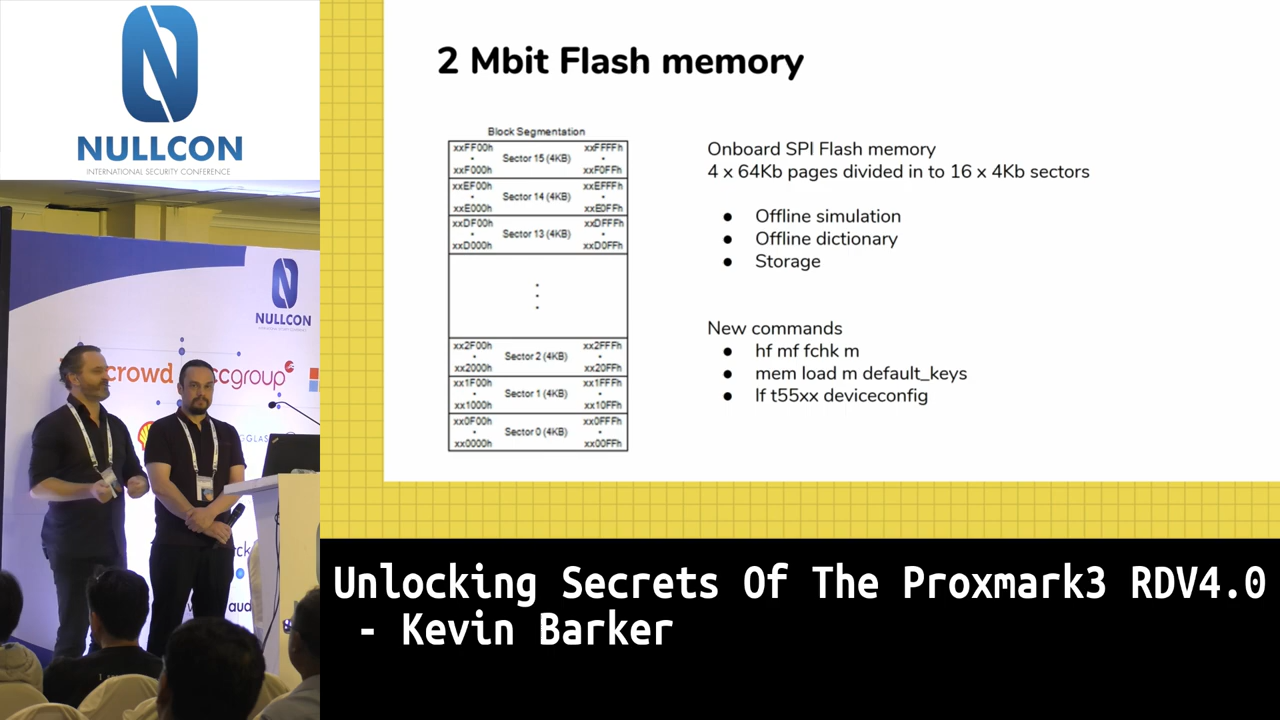 NULLCON
INTERNATIONAL SECURITY CONFERENCE
NULLCON
crowd
ccgroup
2 Mbit Flash memory
Block Segmentation
xxFF00h xxFFFFh
Sector 15 (4KB)
xxF000h xxF0FFh
xxEF00h xxEFFFh
Sector 14 (4KB)
xxE000h xxE0FFh
xxDF00h xxDFFFh
Sector 13 (4KB)
xxD000h xxD0FFh
xx2F00h xx2FFFh
Sector 2 (4KB)
xx2000h xx20FFh
xx1F00h xx1FFFh
Sector 1 (4KB)
xx1000h xx10FFh
xx0F00h xx0FFFh
Sector 0 (4KB)
xx0000h xx00FFh
Onboard SPI Flash memory
4 x 64Kb pages divided in to 16 x 4Kb sectors
● Offline simulation
● Offline dictionary
● Storage
New commands
● hf mf fchk m
● mem load m default_keys
● lf t55xx deviceconfig
Unlocking Secrets Of The Proxmark3 RDV4.0
- Kevin Barker